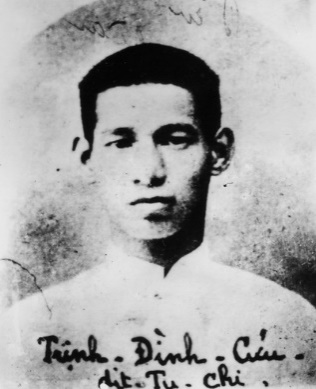 Trịnh - Đình - Cửu -
dit - Tu - Chi .